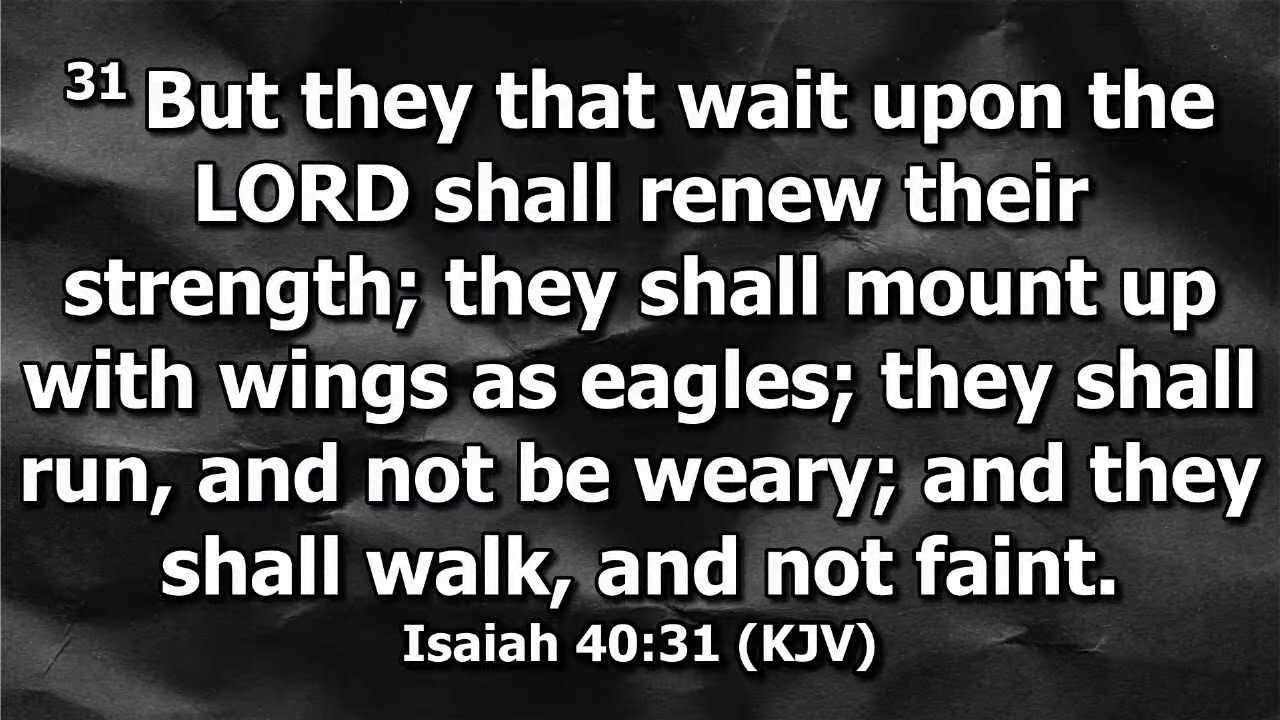 31 But they that wait upon the
LORD shall renew their
strength; they shall mount up
with wings as eagles; they shall
run, and not be weary; and they
shall walk, and not faint.
Isaiah 40:31 (KJV)